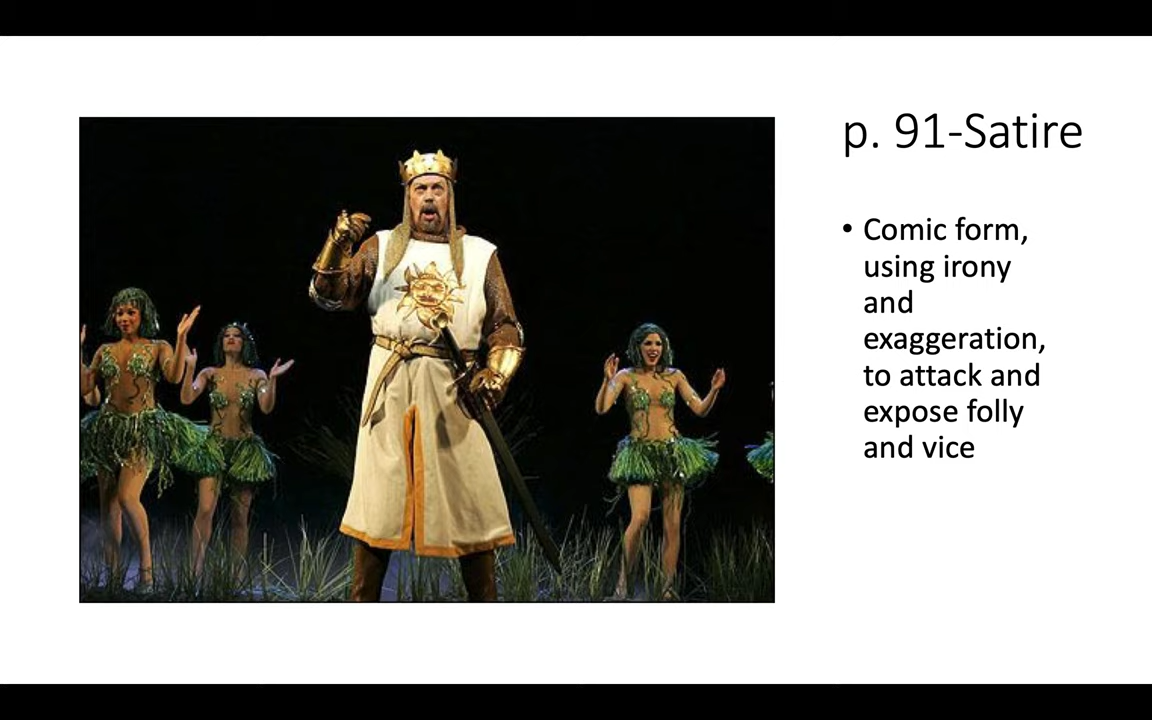 p. 91-Satire
• Comic form,
using irony
and
exaggeration,
to attack and
expose folly
and vice